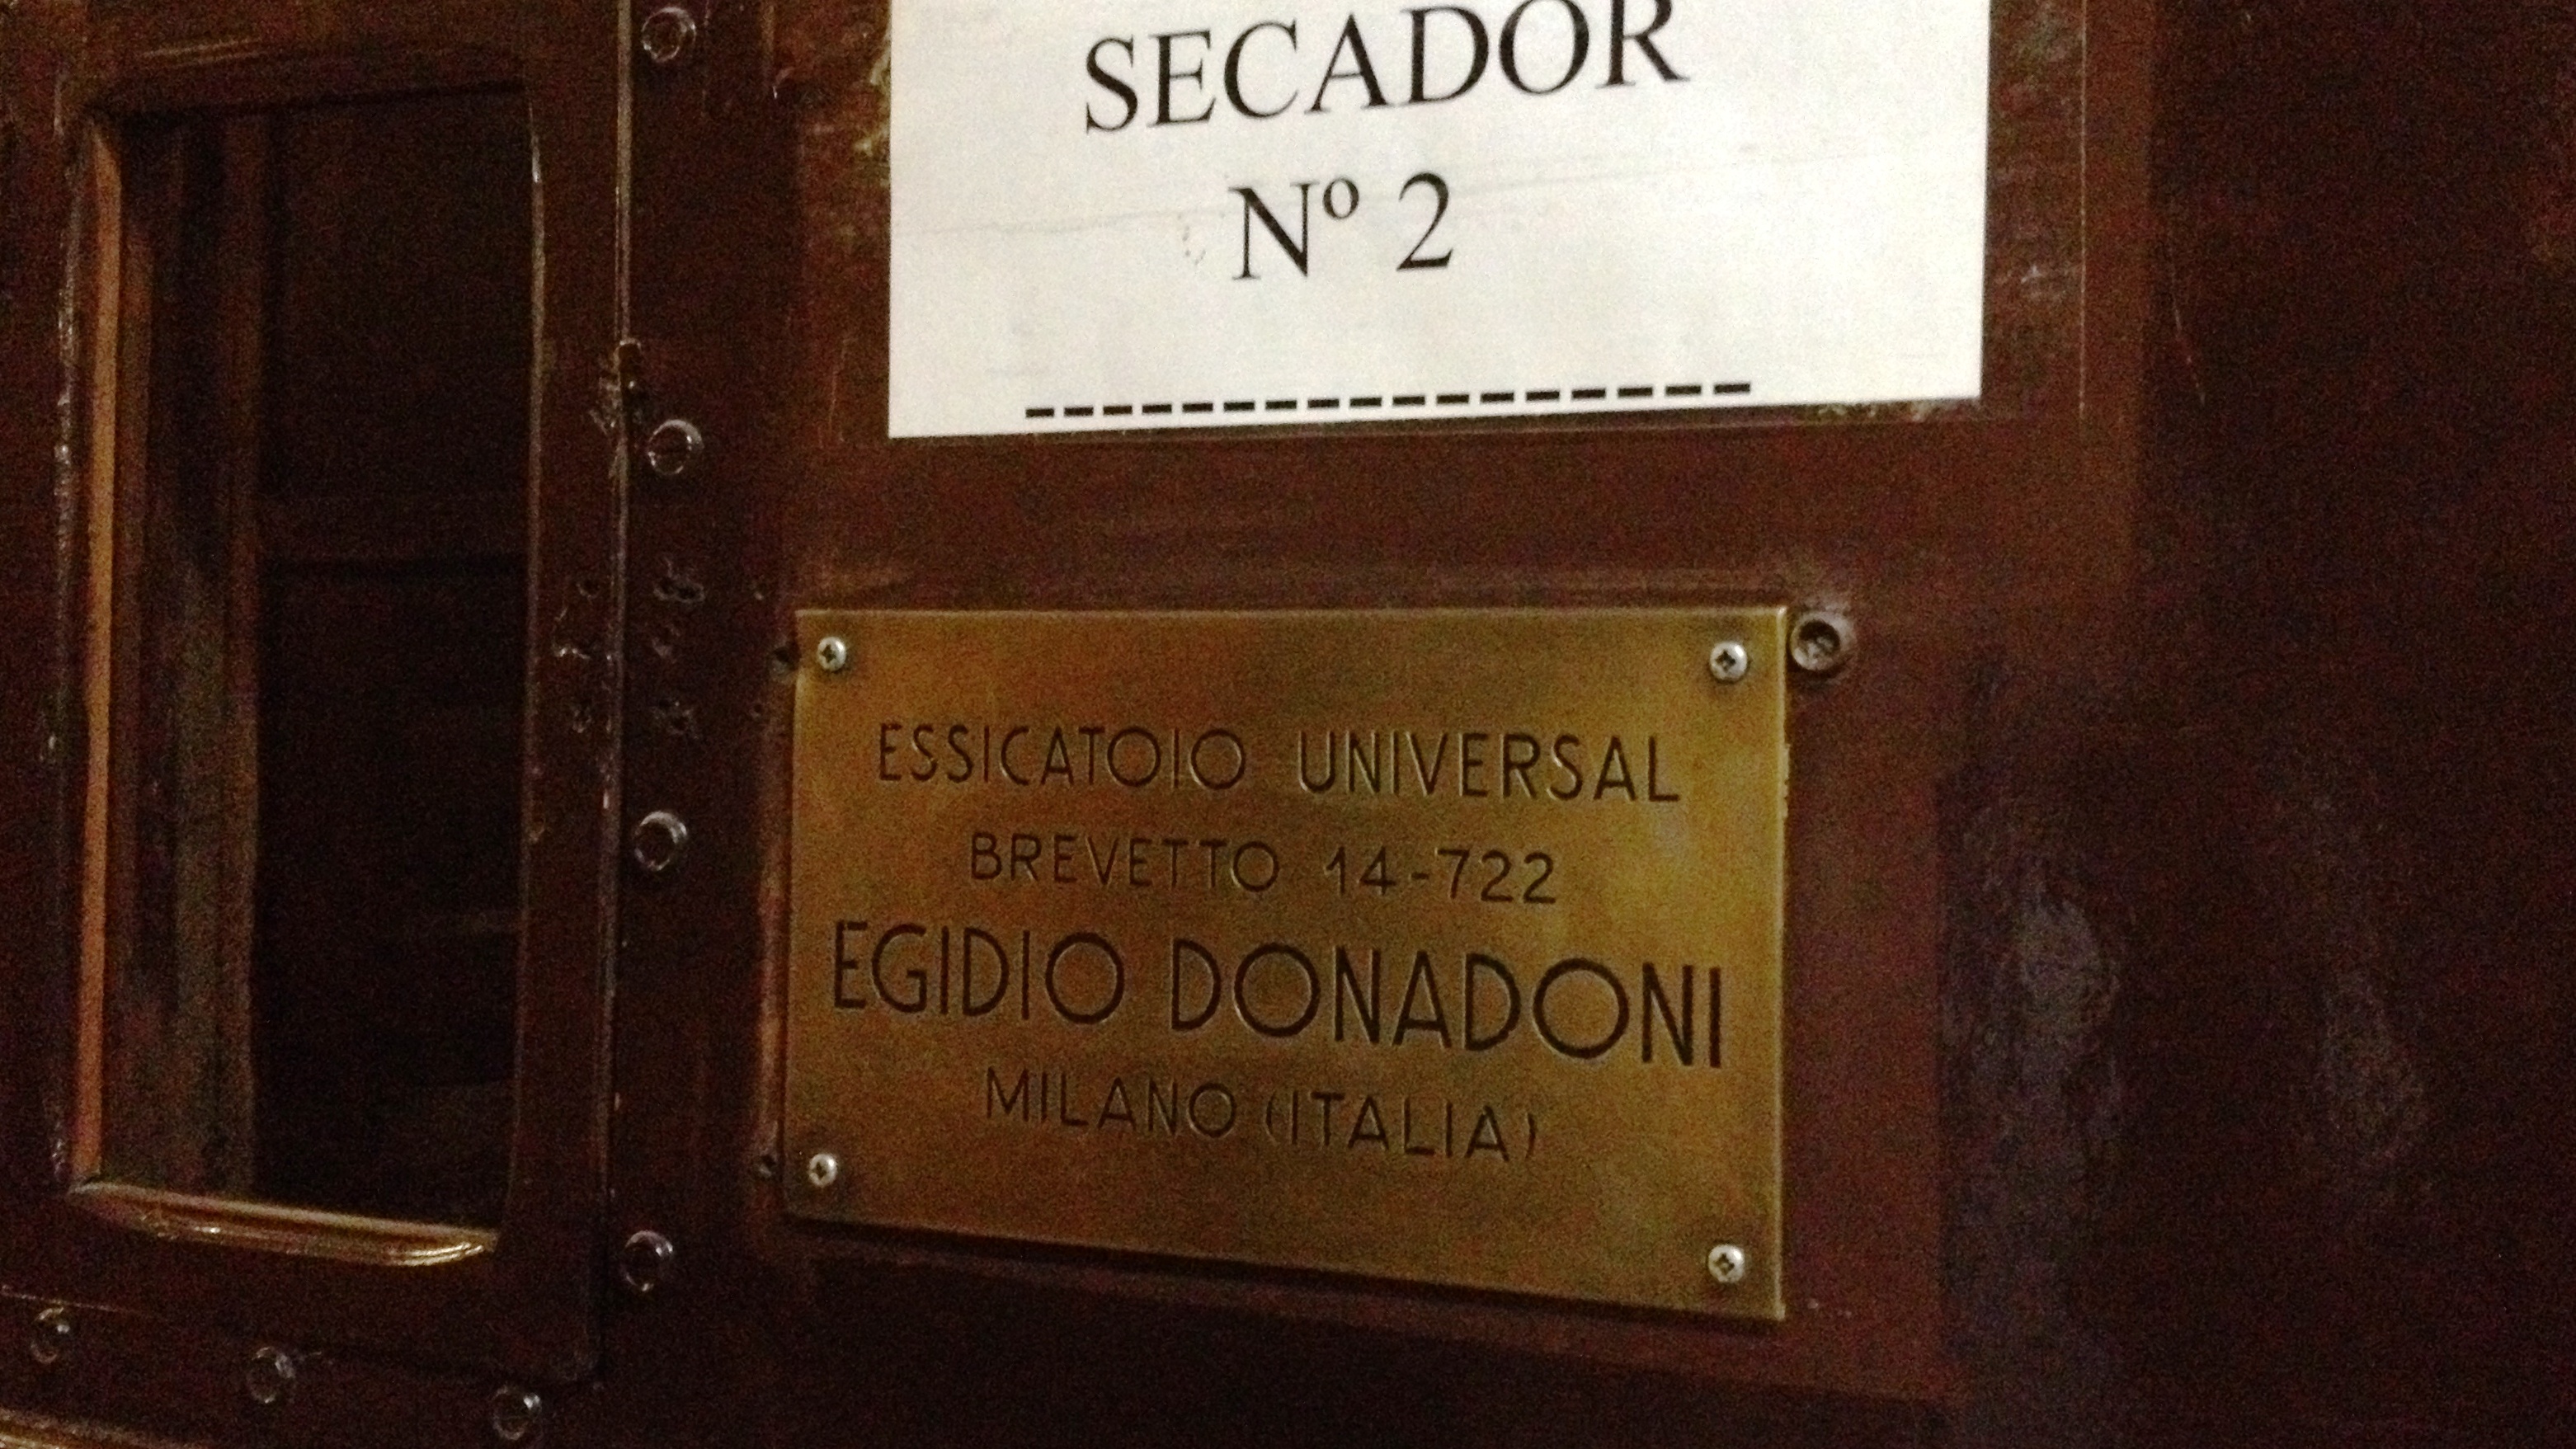 SECADOR
Nº 2
ESSICATOIO UNIVERSAL
BREVETTO 14-722
EGIDIO DONADONI
MILANO (ITALIA)